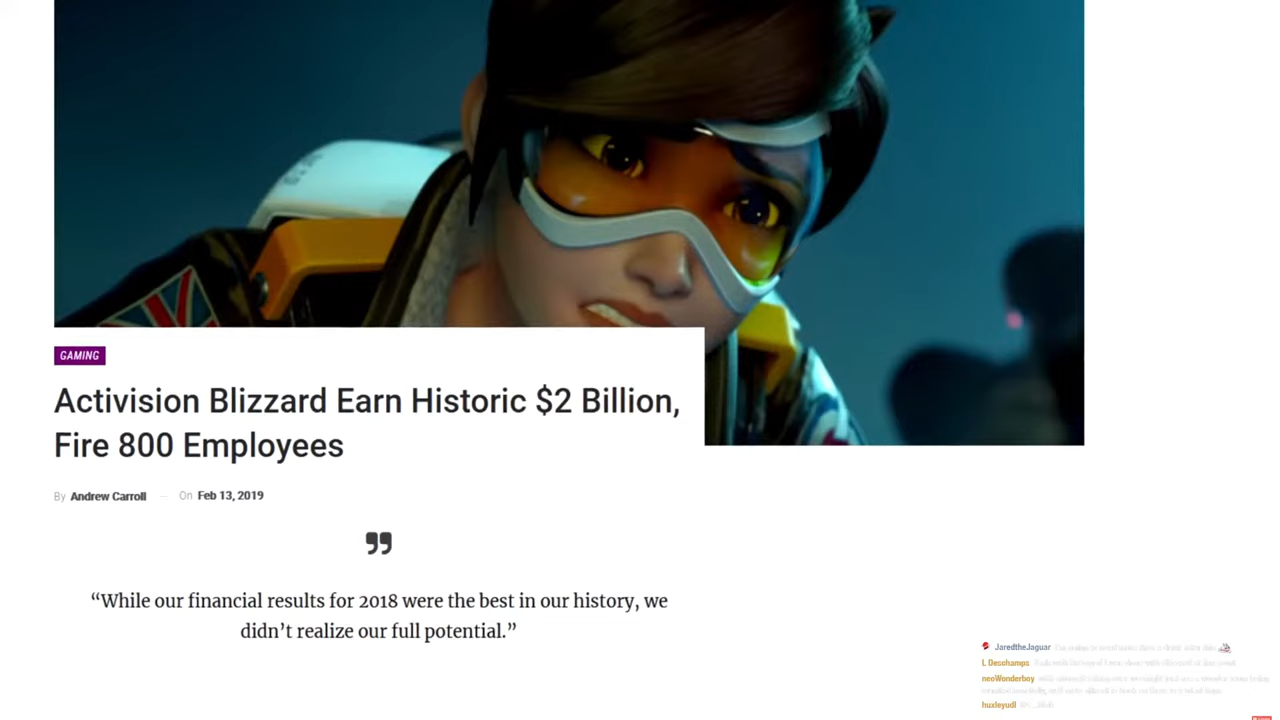 GAMING
Activision Blizzard Earn Historic $2 Billion,
Fire 800 Employees
By Andrew Carroll — On Feb 13, 2019
”
“While our financial results for 2018 were the best in our history, we
didn’t realize our full potential.”
JaredtheJaguar
L Deschamps
neoWonderboy
huxleyudl